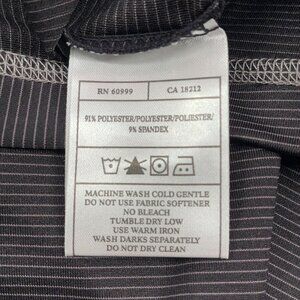 RN 60999 CA 18212
91% POLYESTER/POLYESTER/POLIESTER/
9% SPANDEX
MACHINE WASH COLD GENTLE
DO NOT USE FABRIC SOFTENER
NO BLEACH
TUMBLE DRY LOW
USE WARM IRON
WASH DARKS SEPARATELY
DO NOT DRY CLEAN